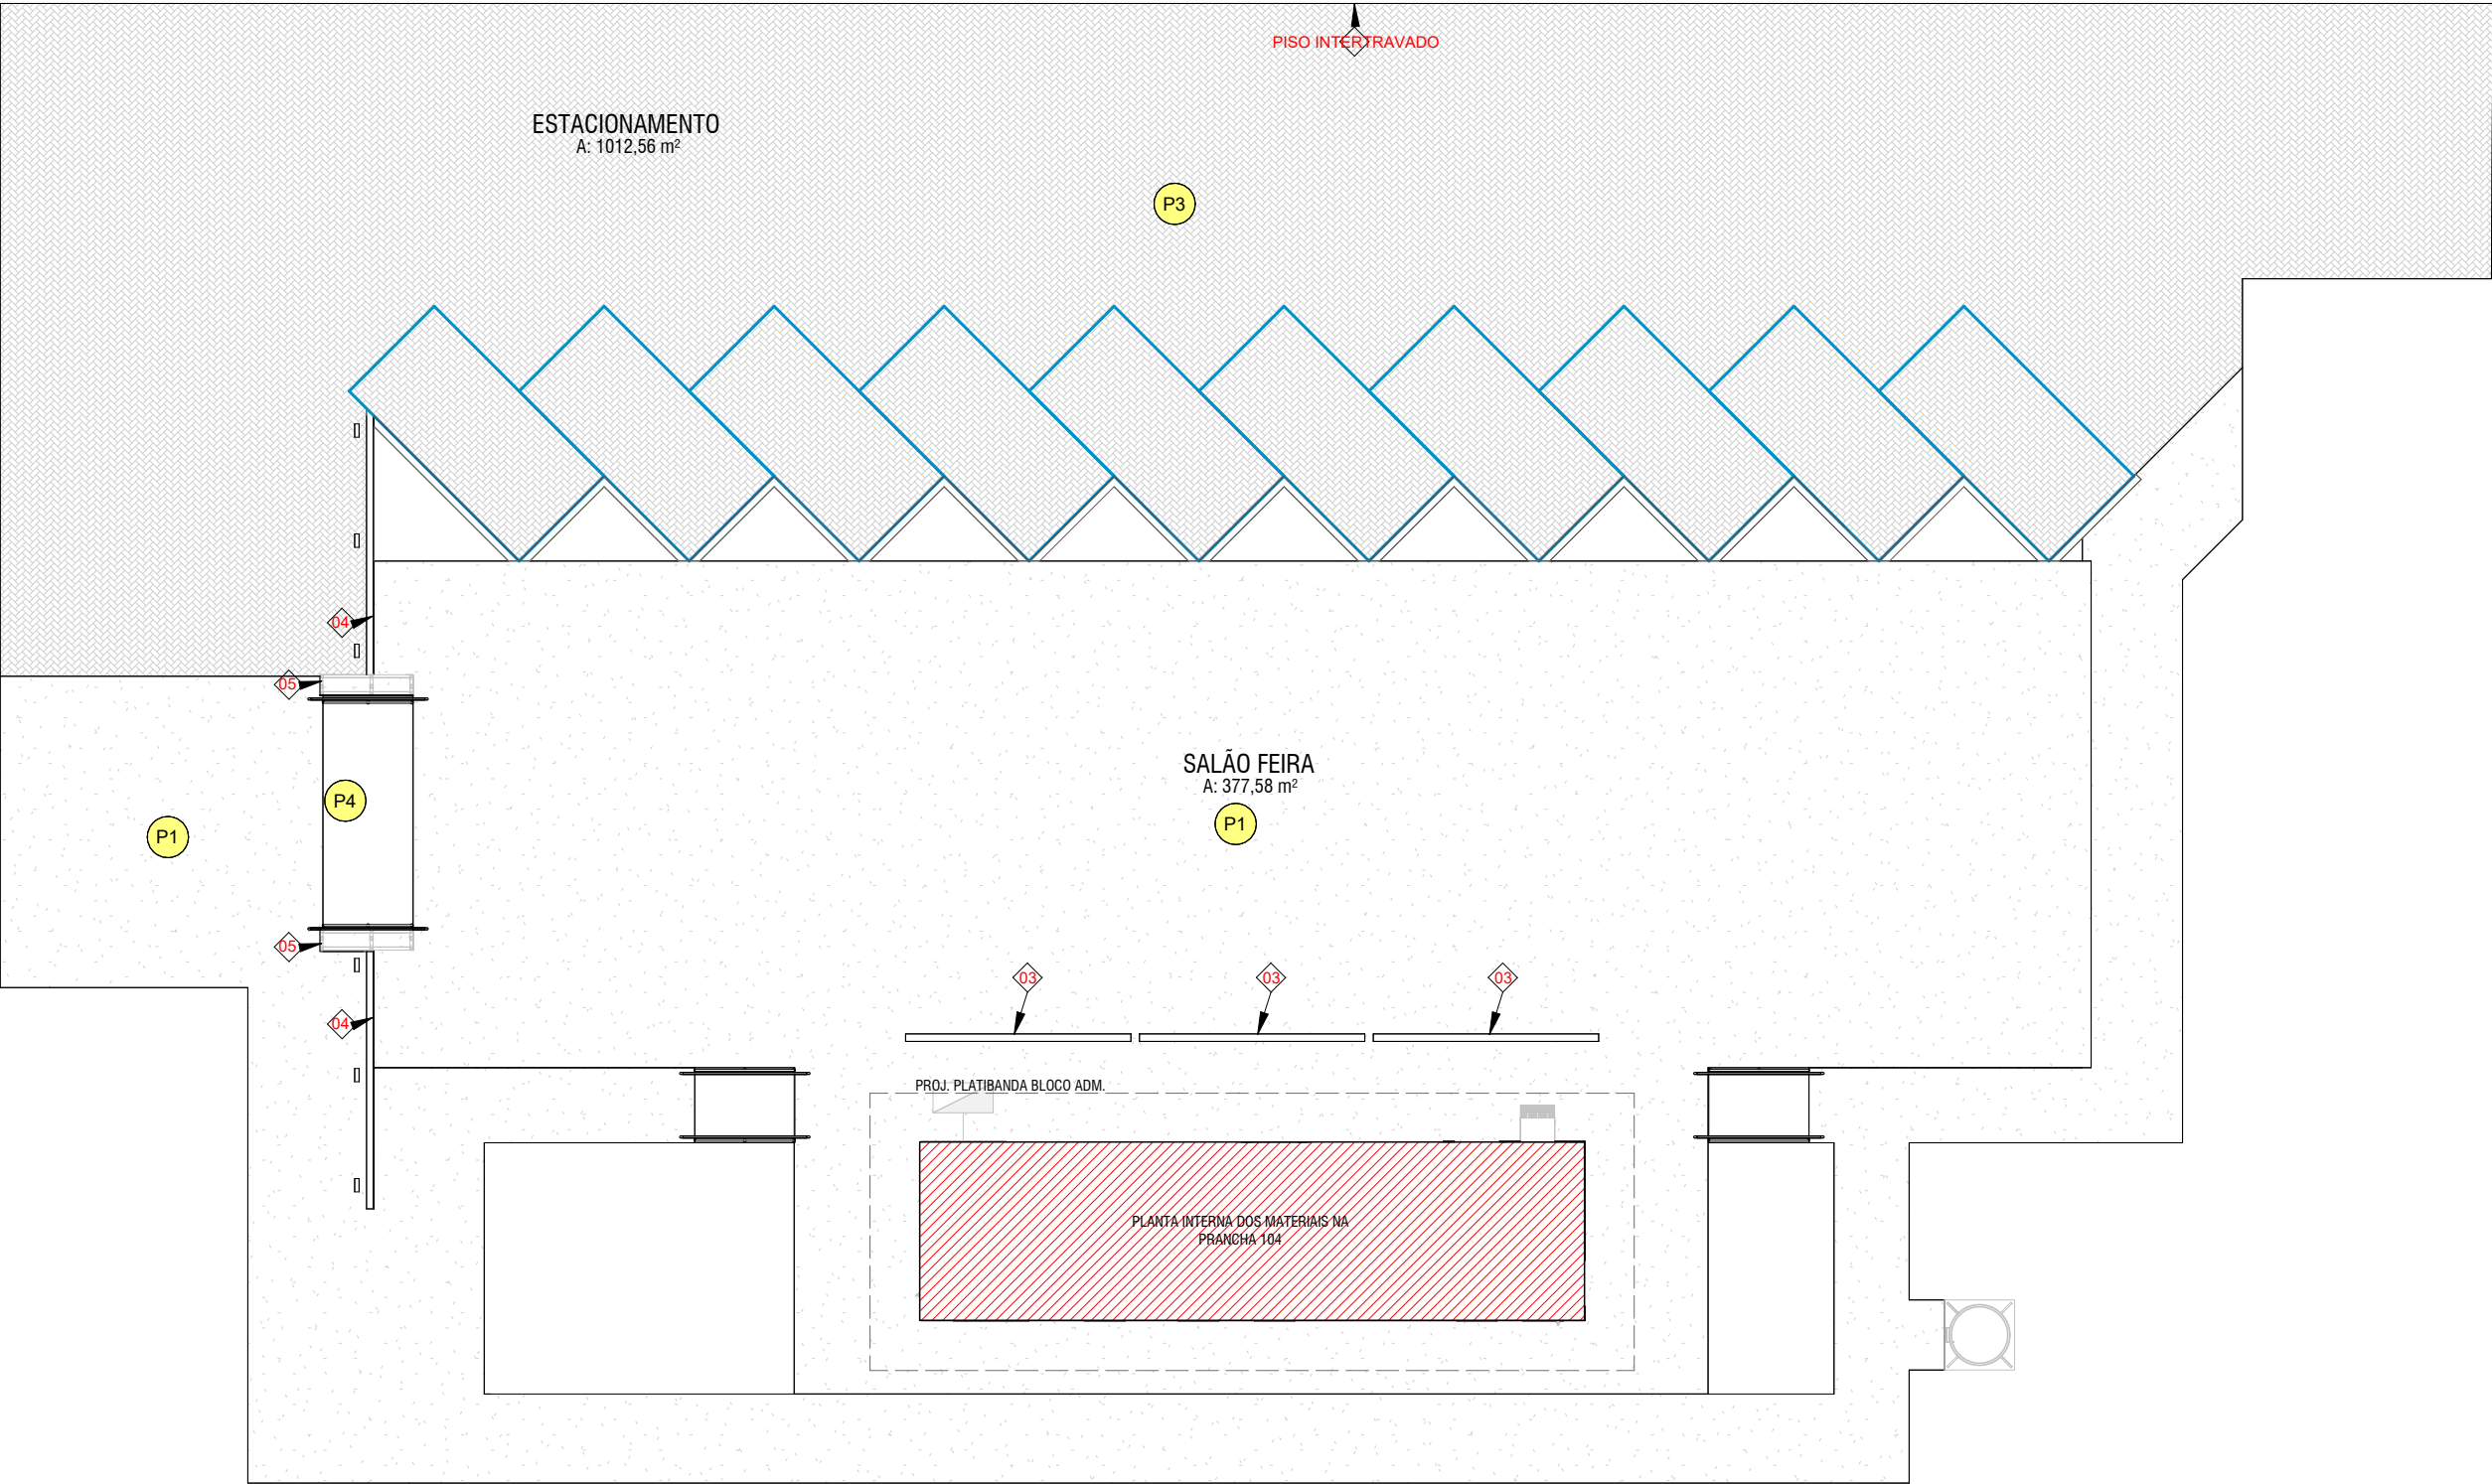 PISO INTERTRAVADO
ESTACIONAMENTO
A: 1012,56 m²
P3
04
05
SALÃO FEIRA
A: 377,58 m²
P4
P1
P1
05
03
03
03
04
PROJ. PLATIBANDA BLOCO ADM.
PLANTA INTERNA DOS MATERIAIS NA
PRANCHA 104